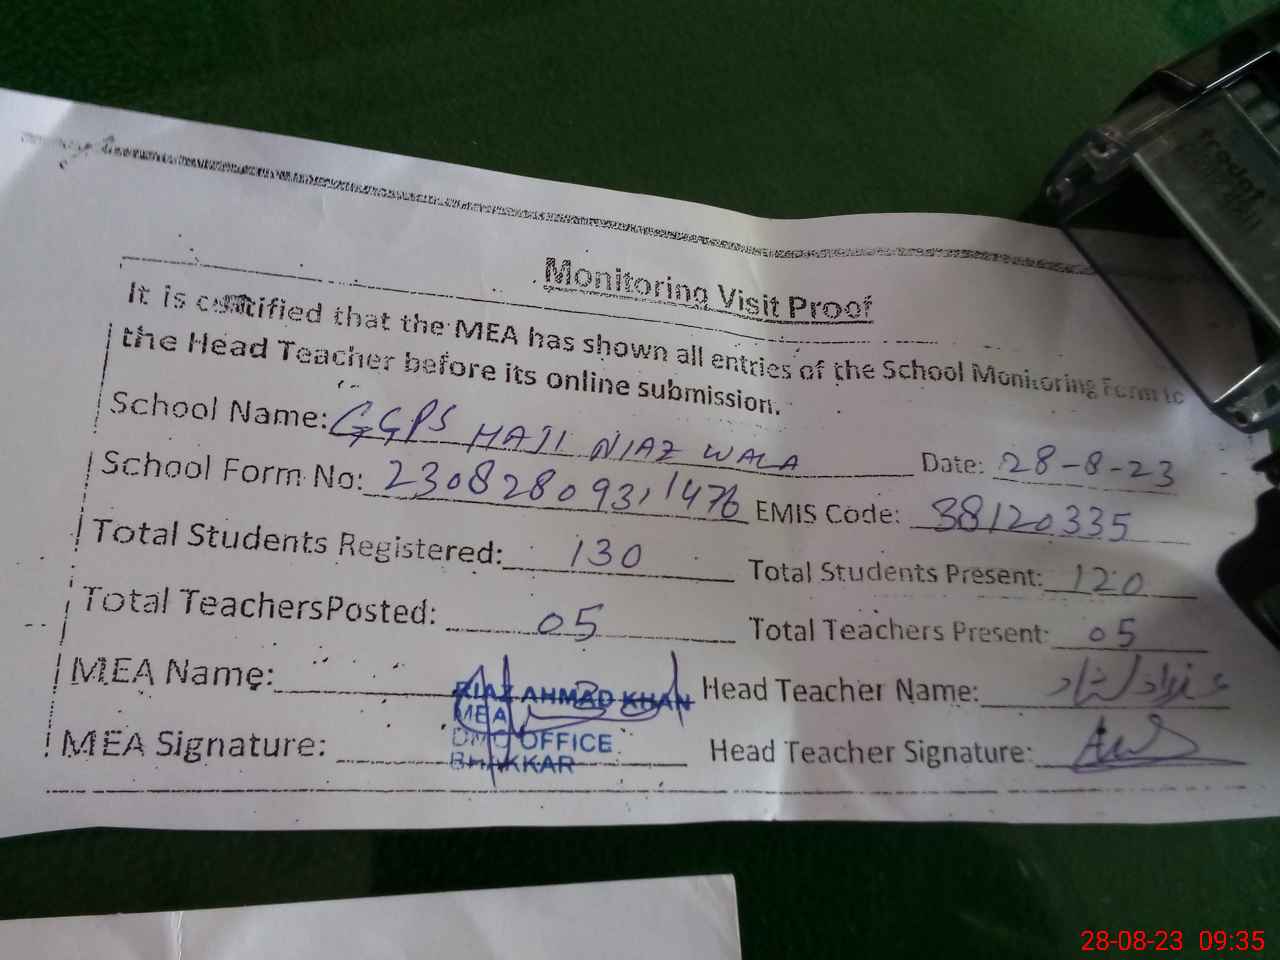 Monitoring Visit Proof
It is certified that the MEA has shown all entries of the School Monitoring Form to
the Head Teacher before its online submission.
School Name: GGPS HAJI NIAZ WALA Date: 28-8-23
School Form No: 2308280931476 EMIS Code: 38120335
Total Students Registered: 130 Total Students Present: 120
Total TeachersPosted: 05 Total Teachers Present: 05
MEA Name: RIAZ AHMAD KHAN Head Teacher Name:
MEA
MEA Signature: DMO OFFICE Head Teacher Signature:
BHAKKAR
trodat
28-08-23 09:35